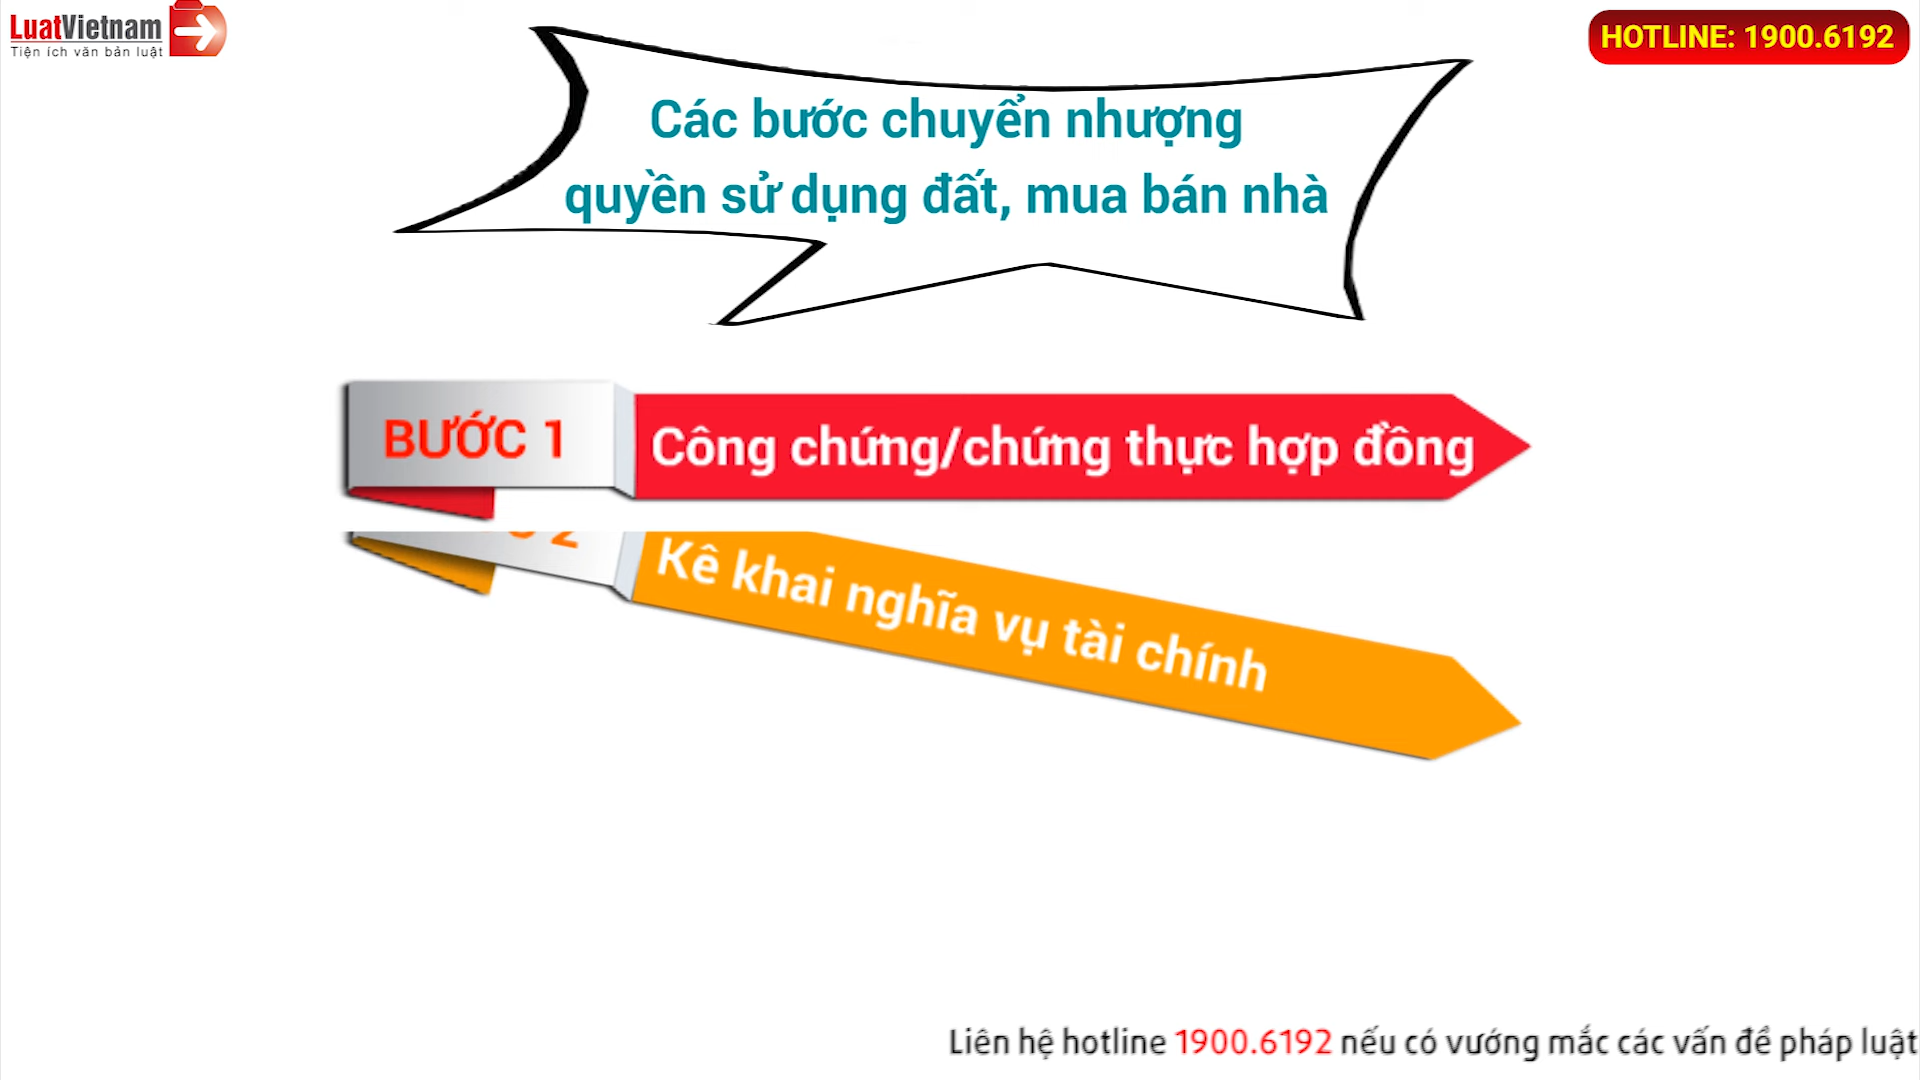 LuatVietnam
Tiện ích văn bản luật
HOTLINE: 1900.6192
Các bước chuyển nhượng
quyền sử dụng đất, mua bán nhà
BƯỚC 1
Công chứng/chứng thực hợp đồng
2
Kê khai nghĩa vụ tài chính
Liên hệ hotline 1900.6192 nếu có vướng mắc các vấn đề pháp luật